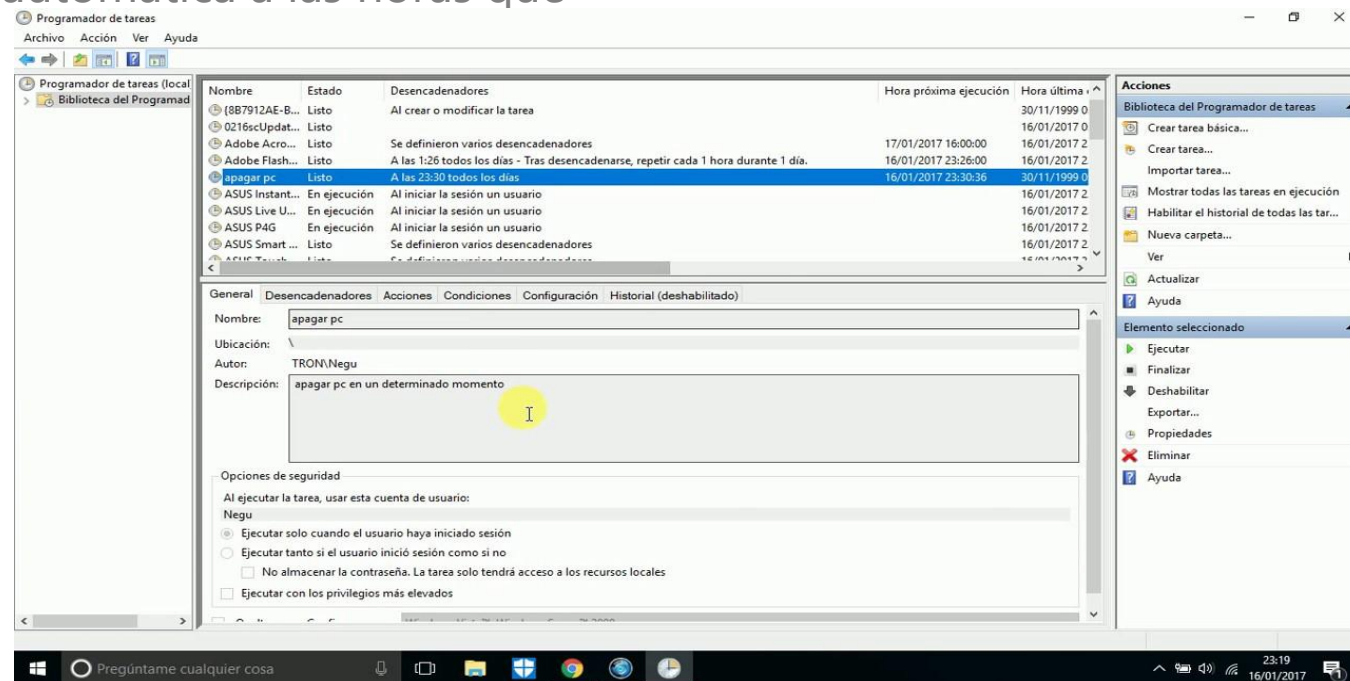 automática a las horas que
Programador de tareas
Archivo Acción Ver Ayuda
Programador de tareas (local
Biblioteca del Programad
Nombre Estado Desencadenadores Hora próxima ejecución Hora última
{8B7912AE-B... Listo Al crear o modificar la tarea 30/11/1999 0
0216scUpdat... Listo 16/01/2017 0
Adobe Acro... Listo Se definieron varios desencadenadores 17/01/2017 16:00:00 16/01/2017 2
Adobe Flash... Listo A las 1:26 todos los días - Tras desencadenarse, repetir cada 1 hora durante 1 día. 16/01/2017 23:26:00 16/01/2017 2
apagar pc Listo A las 23:30 todos los días 16/01/2017 23:30:36 30/11/1999 0
ASUS Instant... En ejecución Al iniciar la sesión un usuario 16/01/2017 2
ASUS Live U... En ejecución Al iniciar la sesión un usuario 16/01/2017 2
ASUS P4G En ejecución Al iniciar la sesión un usuario 16/01/2017 2
ASUS Smart ... Listo Se definieron varios desencadenadores 16/01/2017 2
General Desencadenadores Acciones Condiciones Configuración Historial (deshabilitado)
Nombre: apagar pc
Ubicación: \
Autor: TRON\Negu
Descripción: apagar pc en un determinado momento
Opciones de seguridad
Al ejecutar la tarea, usar esta cuenta de usuario:
Negu
Ejecutar solo cuando el usuario haya iniciado sesión
Ejecutar tanto si el usuario inició sesión como si no
No almacenar la contraseña. La tarea solo tendrá acceso a los recursos locales
Ejecutar con los privilegios más elevados
Acciones
Biblioteca del Programador de tareas
Crear tarea básica...
Crear tarea...
Importar tarea...
Mostrar todas las tareas en ejecución
Habilitar el historial de todas las tar...
Nueva carpeta...
Ver
Actualizar
Ayuda
Elemento seleccionado
Ejecutar
Finalizar
Deshabilitar
Exportar...
Propiedades
Eliminar
Ayuda
Pregúntame cualquier cosa
23:19
16/01/2017